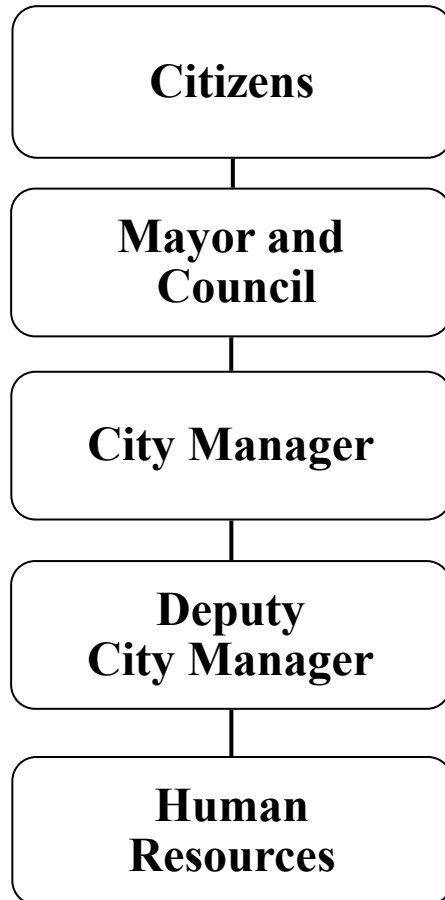 Citizens
Mayor and
Council
City Manager
Deputy
City Manager
Human
Resources